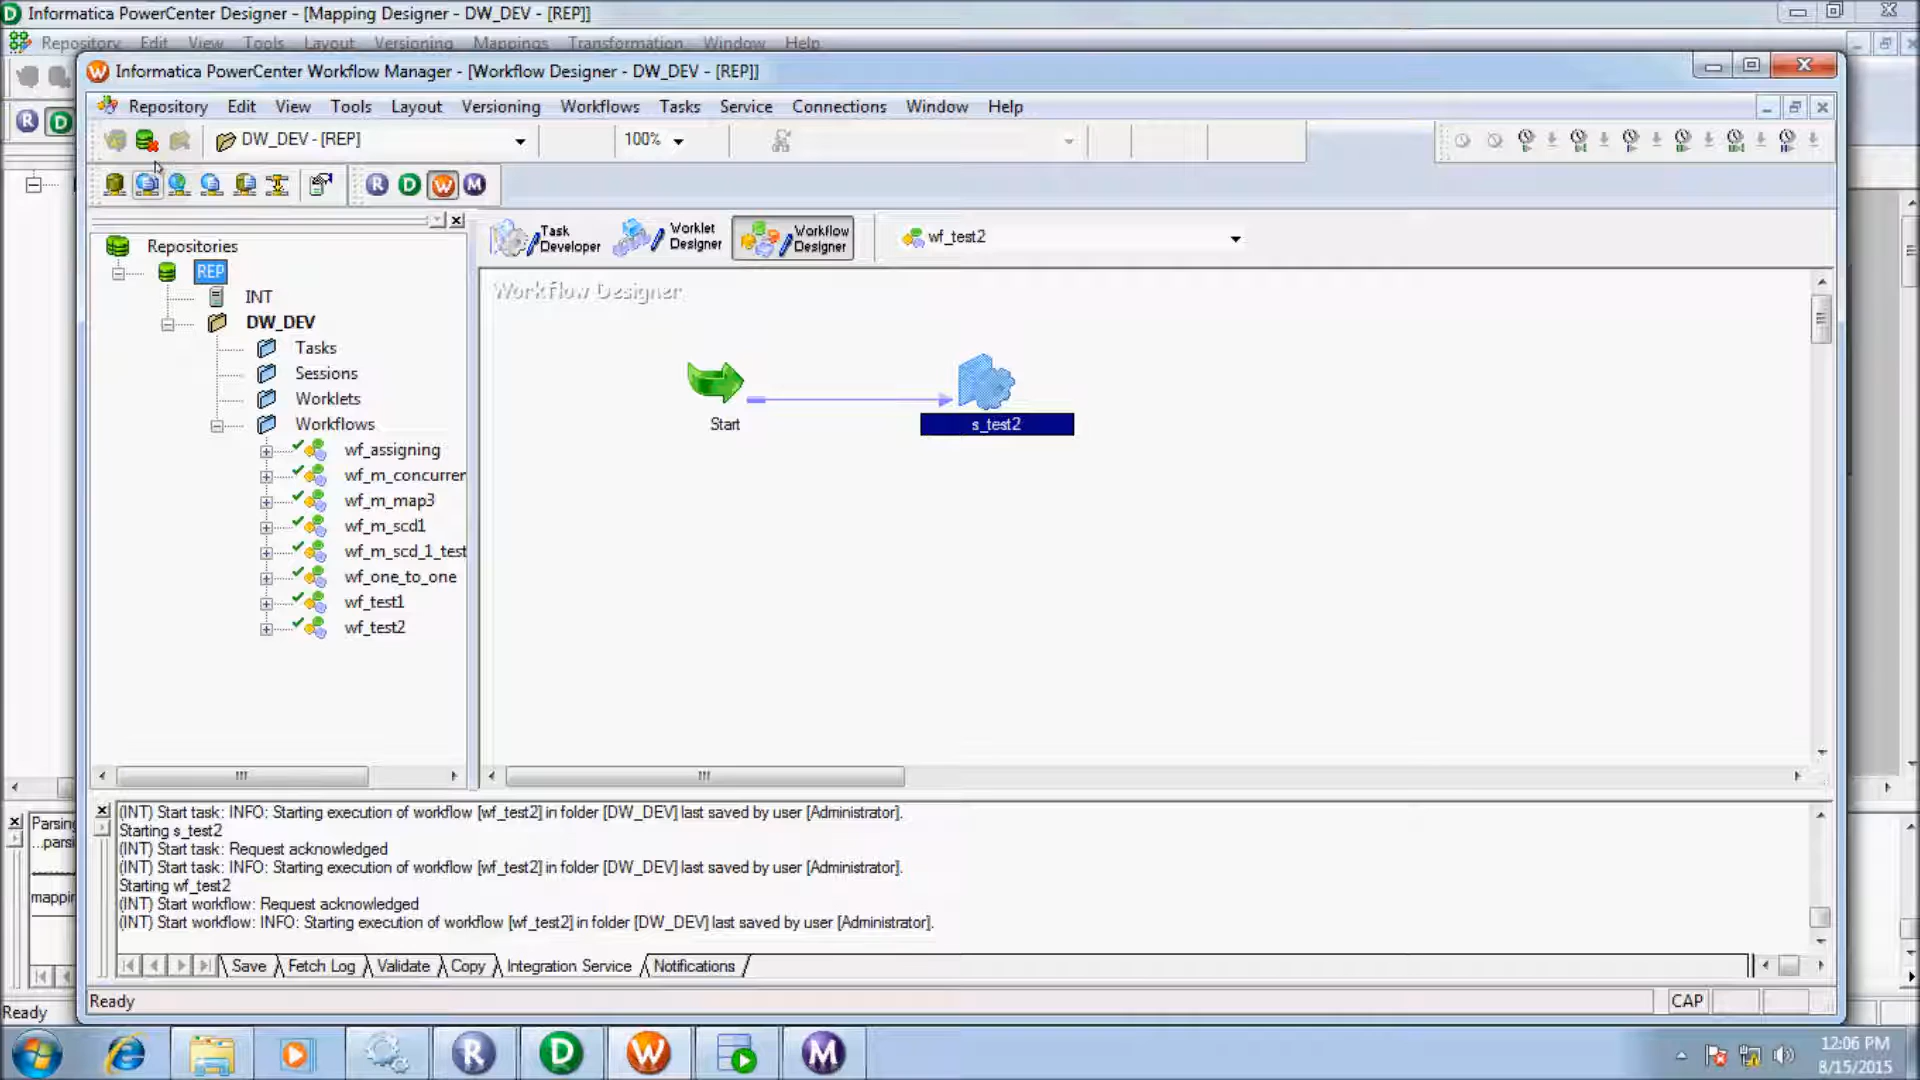 Informatica PowerCenter Designer - [Mapping Designer - DW_DEV - [REP]]
Repository Edit View Tools Layout Versioning Mappings Transformation Window Help
Informatica PowerCenter Workflow Manager - [Workflow Designer - DW_DEV - [REP]]
Repository Edit View Tools Layout Versioning Workflows Tasks Service Connections Window Help
DW_DEV - [REP] 100%
R D W M
R D
Repositories
REP
INT
DW_DEV
Tasks
Sessions
Worklets
Workflows
wf_assigning
wf_m_concurrer
wf_m_map3
wf_m_scd1
wf_m_scd_1_test
wf_one_to_one
wf_test1
wf_test2
Task Developer
Worklet Designer
Workflow Designer
wf_test2
Workflow Designer
Start
s_test2
(INT) Start task: INFO: Starting execution of workflow [wf_test2] in folder [DW_DEV] last saved by user [Administrator].
Starting s_test2
(INT) Start task: Request acknowledged
(INT) Start task: INFO: Starting execution of workflow [wf_test2] in folder [DW_DEV] last saved by user [Administrator].
Starting wf_test2
(INT) Start workflow: Request acknowledged
(INT) Start workflow: INFO: Starting execution of workflow [wf_test2] in folder [DW_DEV] last saved by user [Administrator].
Save Fetch Log Validate Copy Integration Service Notifications
Ready CAP
Parsing
...parsi
mappin
Ready
R D W M
12:06 PM
8/15/2015